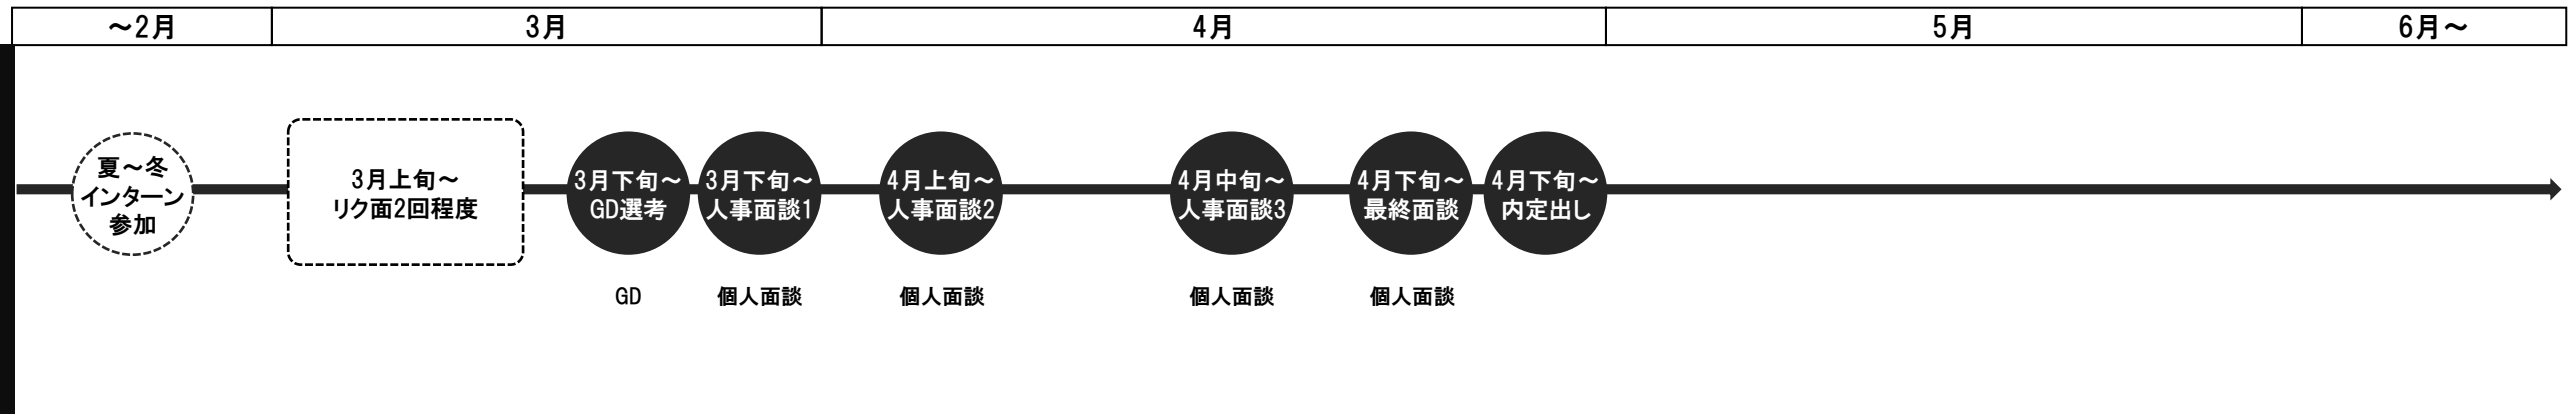 ～2月
3月
4月
5月
6月～
夏～冬
インターン
参加
3月上旬～
リク面2回程度
3月下旬～
GD選考
3月下旬～
人事面談1
4月上旬～
人事面談2
4月中旬～
人事面談3
4月下旬～
最終面談
4月下旬～
内定出し
GD
個人面談
個人面談
個人面談
個人面談